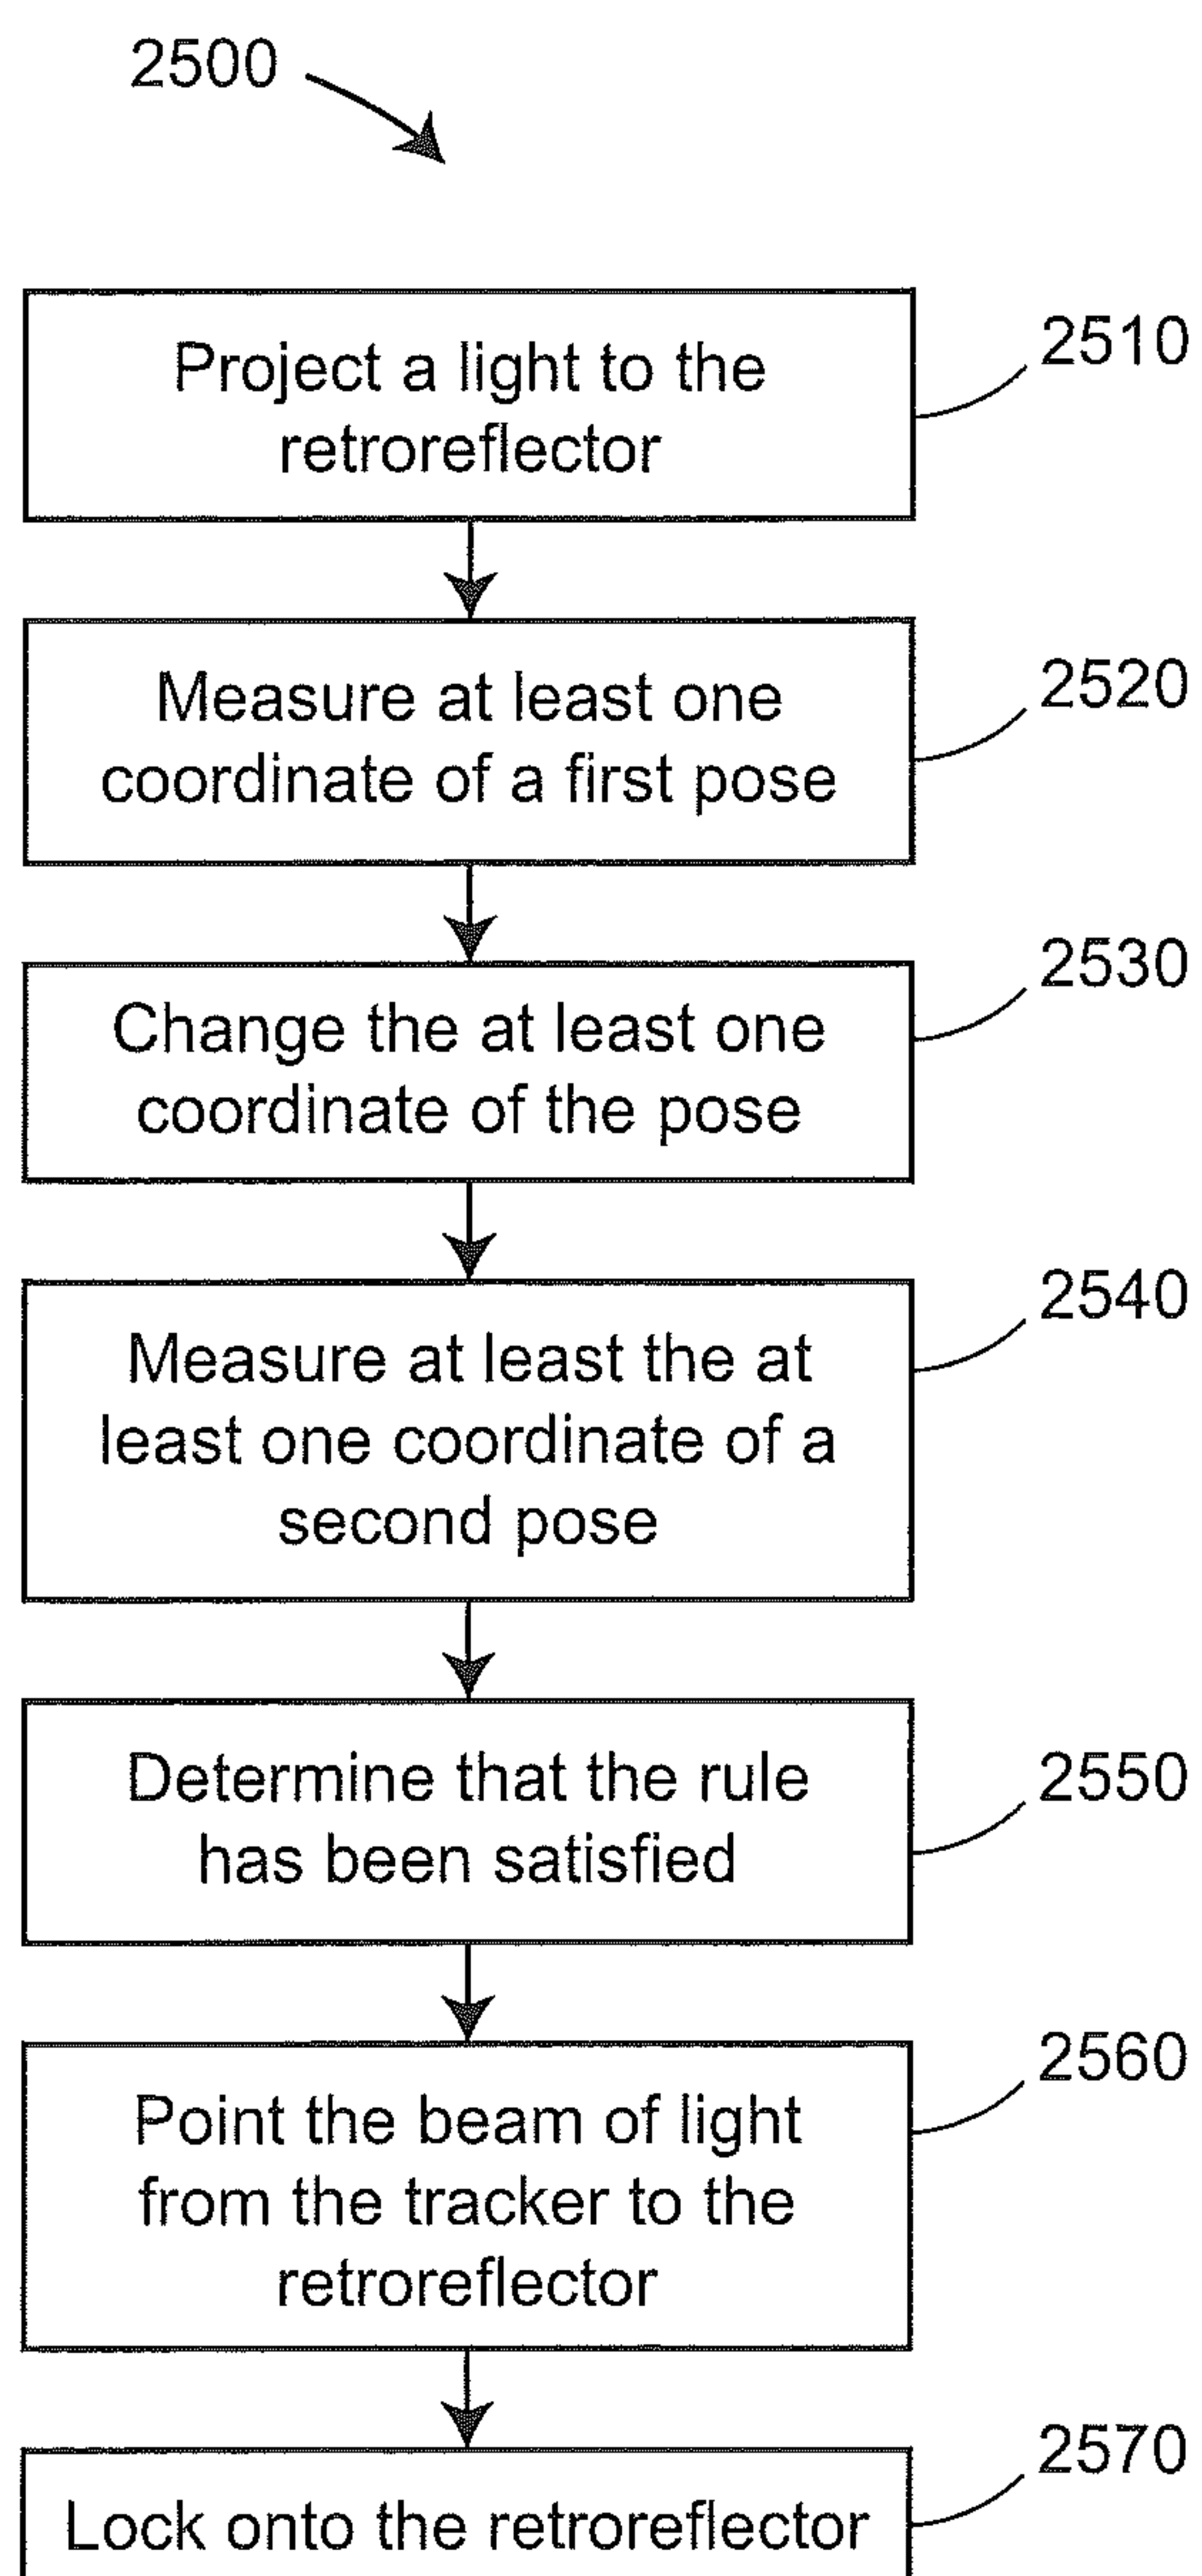 2500
Project a light to the
retroreflector
2510
Measure at least one
coordinate of a first pose
2520
Change the at least one
coordinate of the pose
2530
Measure at least the at
least one coordinate of a
second pose
2540
Determine that the rule
has been satisfied
2550
Point the beam of light
from the tracker to the
retroreflector
2560
Lock onto the retroreflector
2570